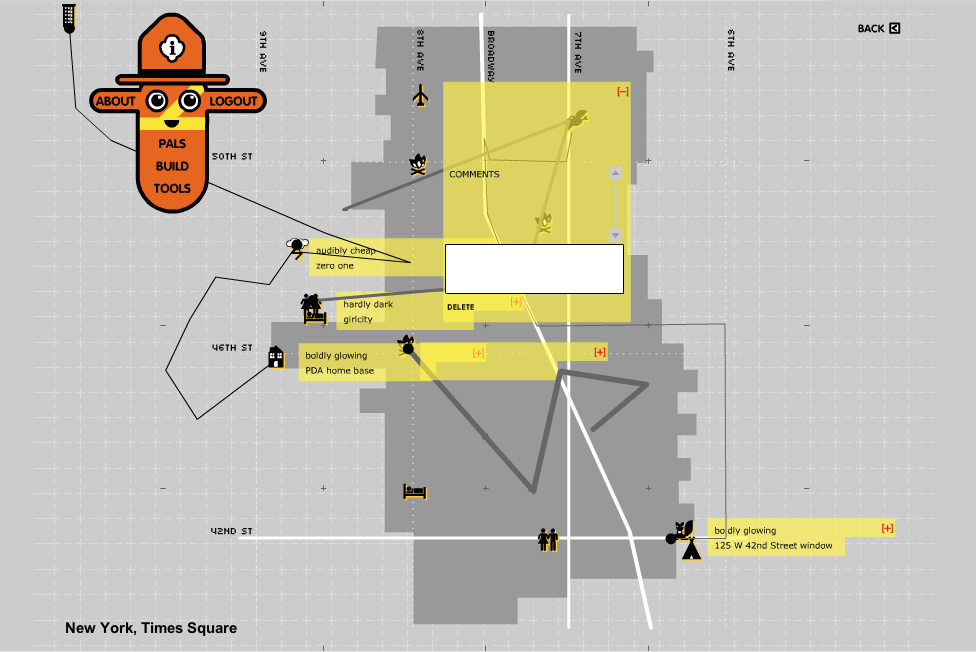 BACK
9TH AVE
8TH AVE
BROADWAY
7TH AVE
6TH AVE
i
ABOUT
LOGOUT
PALS
BUILD
TOOLS
[—]
50TH ST
COMMENTS
audibly cheap
zero one
hardly dark
girlcity
[+]
DELETE
46TH ST
boldly glowing
PDA home base
[+]
[+]
42ND ST
boldly glowing
125 W 42nd Street window
[+]
New York, Times Square